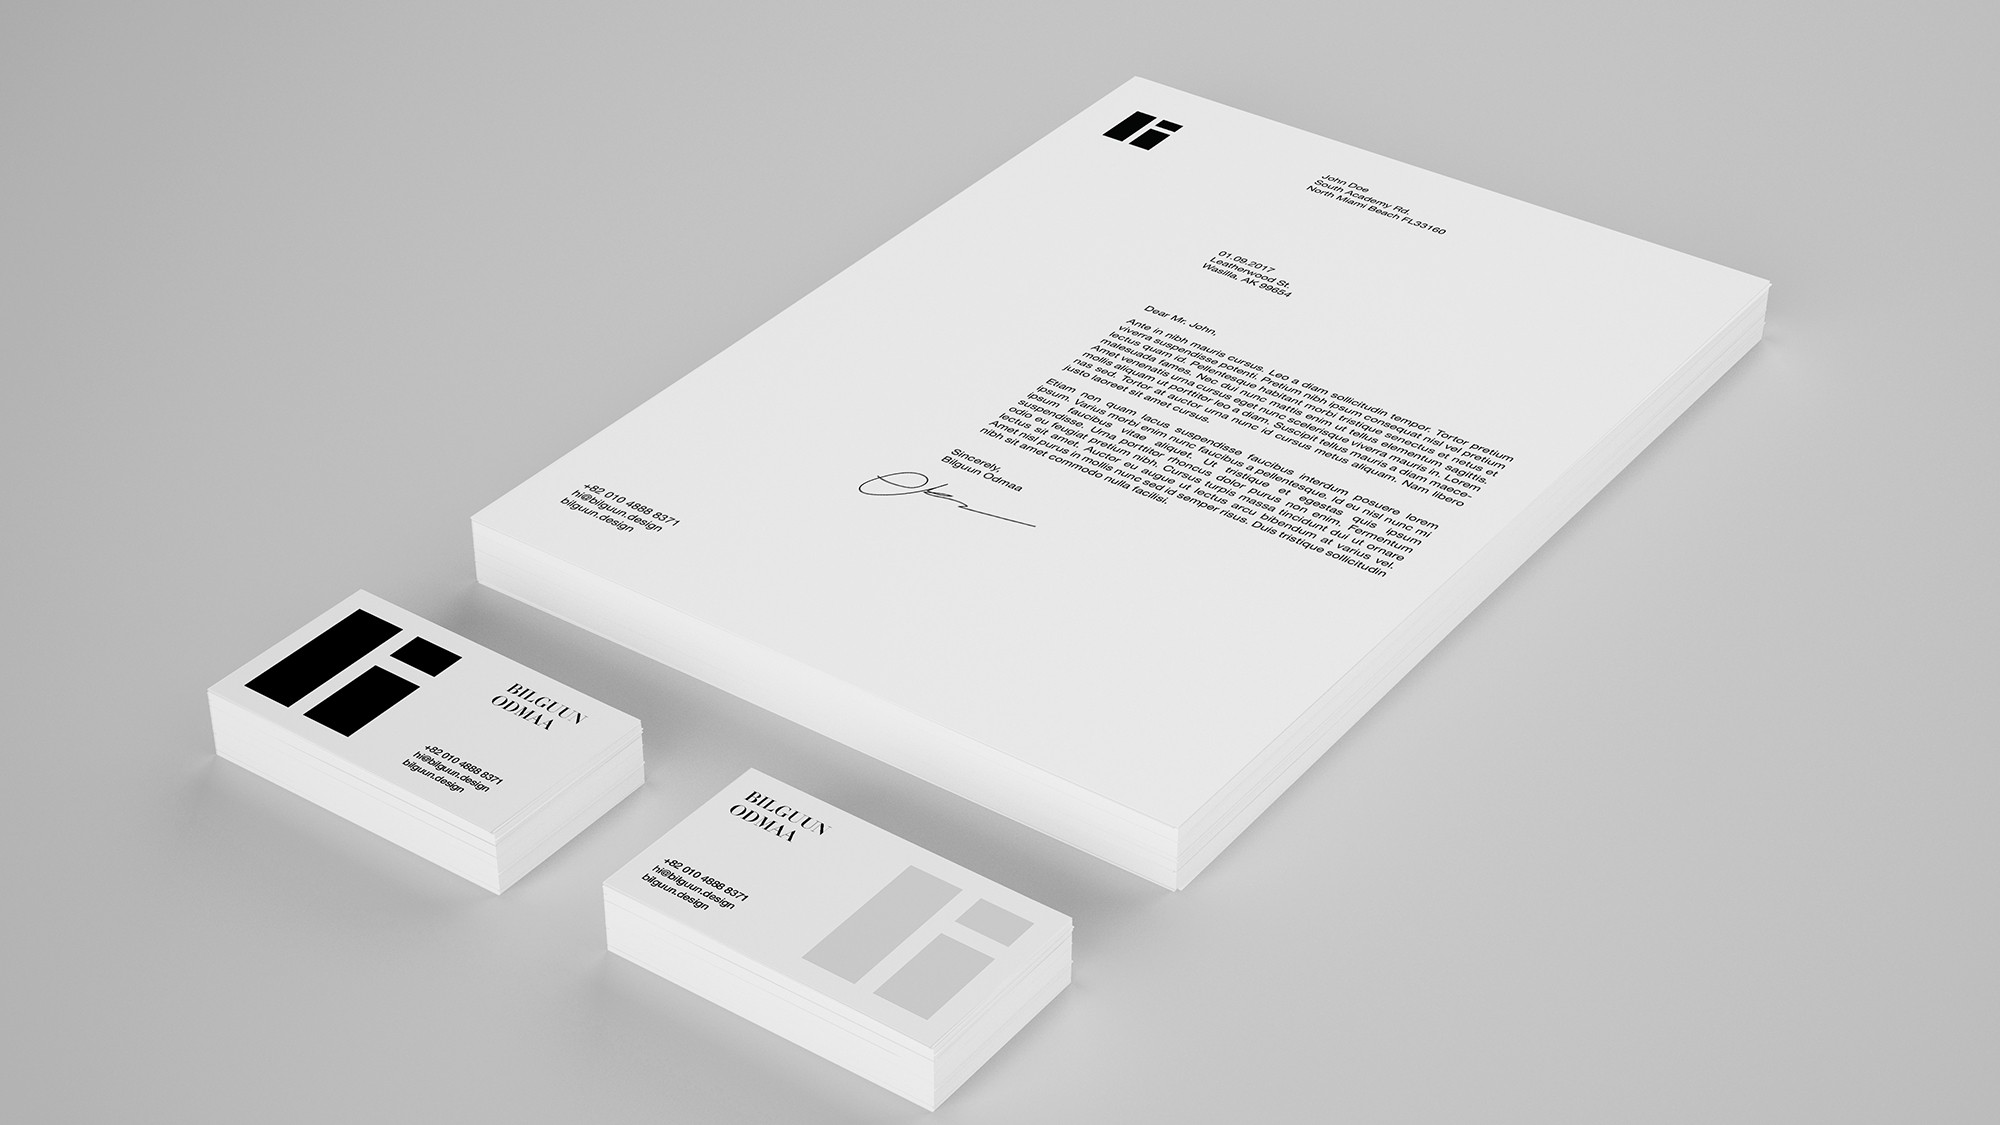 John Doe
South Academy Rd.
North Miami Beach FL33160
01.09.2017
Leatherwood St.
Wasilla, AK 99654
Dear Mr. John,
Ante in nibh mauris cursus. Leo a diam sollicitudin tempor. Tortor pretium
viverra suspendisse potenti. Pretium nibh ipsum consequat nisl vel pretium
lectus quam id. Pellentesque habitant morbi tristique senectus et netus et
malesuada fames. Nec dui nunc mattis enim ut tellus elementum sagittis.
Amet venenatis urna cursus eget nunc scelerisque viverra mauris in. Lorem
mollis aliquam ut porttitor leo a diam. Suscipit tellus mauris a diam maece-
nas sed. Tortor at auctor urna nunc id cursus metus aliquam. Nam libero
justo laoreet sit amet cursus.
Etiam non quam lacus suspendisse faucibus interdum posuere lorem
ipsum. Varius morbi enim nunc faucibus a pellentesque. Id eu nisl nunc mi
ipsum faucibus vitae aliquet. Ut tristique et egestas quis ipsum
suspendisse. Urna porttitor rhoncus dolor purus non enim. Fermentum
odio eu feugiat pretium nibh. Cursus turpis massa tincidunt dui ut ornare
lectus sit amet. Auctor eu augue ut lectus arcu bibendum at varius vel.
Amet nisl purus in mollis nunc sed id semper risus. Duis tristique sollicitudin
nibh sit amet commodo nulla facilisi.
Sincerely,
Bilguun Odmaa
+82 010 4888 8371
hi@bilguun.design
bilguun.design
BILGUUN
ODMAA
+82 010 4888 8371
hi@bilguun.design
bilguun.design
BILGUUN
ODMAA
+82 010 4888 8371
hi@bilguun.design
bilguun.design